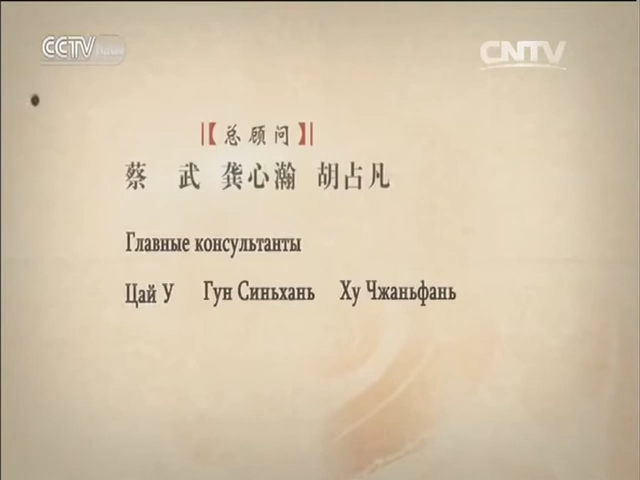 CCTV
CNTV
【总顾问】
蔡 武 龚心瀚 胡占凡
Главные консультанты
Цай У Гун Синьхань Ху Чжаньфань